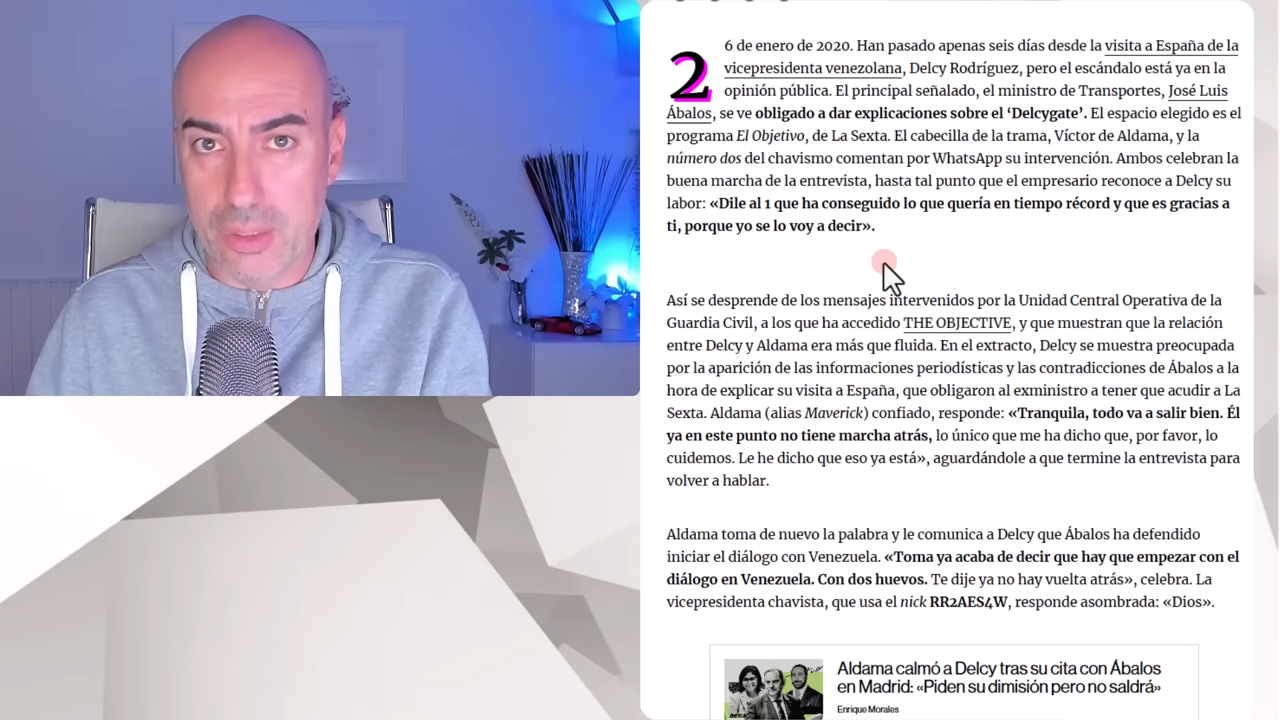 26 de enero de 2020. Han pasado apenas seis días desde la visita a España de la
vicepresidenta venezolana, Delcy Rodríguez, pero el escándalo está ya en la
opinión pública. El principal señalado, el ministro de Transportes, José Luis
Ábalos, se ve obligado a dar explicaciones sobre el ‘Delcygate’. El espacio elegido es el
programa El Objetivo, de La Sexta. El cabecilla de la trama, Víctor de Aldama, y la
número dos del chavismo comentan por WhatsApp su intervención. Ambos celebran la
buena marcha de la entrevista, hasta tal punto que el empresario reconoce a Delcy su
labor: «Dile al 1 que ha conseguido lo que quería en tiempo récord y que es gracias a
ti, porque yo se lo voy a decir».
Así se desprende de los mensajes intervenidos por la Unidad Central Operativa de la
Guardia Civil, a los que ha accedido THE OBJECTIVE, y que muestran que la relación
entre Delcy y Aldama era más que fluida. En el extracto, Delcy se muestra preocupada
por la aparición de las informaciones periodísticas y las contradicciones de Ábalos a la
hora de explicar su visita a España, que obligaron al exministro a tener que acudir a La
Sexta. Aldama (alias Maverick) confiado, responde: «Tranquila, todo va a salir bien. Él
ya en este punto no tiene marcha atrás, lo único que me ha dicho que, por favor, lo
cuidemos. Le he dicho que eso ya está», aguardándole a que termine la entrevista para
volver a hablar.
Aldama toma de nuevo la palabra y le comunica a Delcy que Ábalos ha defendido
iniciar el diálogo con Venezuela. «Toma ya acaba de decir que hay que empezar con el
diálogo en Venezuela. Con dos huevos. Te dije ya no hay vuelta atrás», celebra. La
vicepresidenta chavista, que usa el nick RR2AES4W, responde asombrada: «Dios».
Aldama calmó a Delcy tras su cita con Ábalos
en Madrid: «Piden su dimisión pero no saldrá»
Enrique Morales